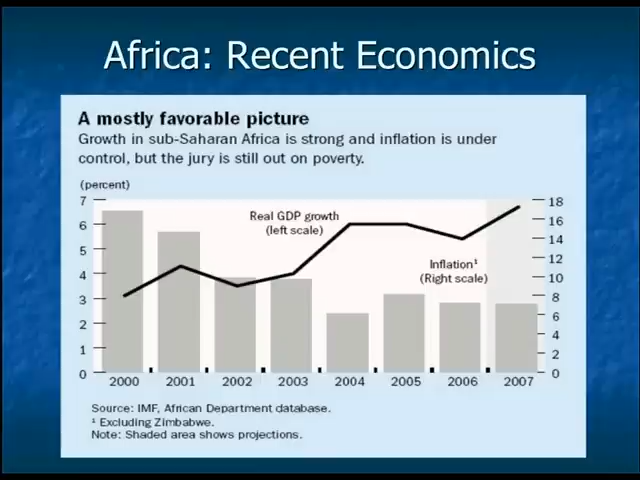 Africa: Recent Economics
A mostly favorable picture
Growth in sub-Saharan Africa is strong and inflation is under
control, but the jury is still out on poverty.
(percent)
7
6
5
4
3
2
1
0
Real GDP growth
(left scale)
Inflation¹
(Right scale)
18
16
14
12
10
8
6
4
2
0
2000 2001 2002 2003 2004 2005 2006 2007
Source: IMF, African Department database.
¹ Excluding Zimbabwe.
Note: Shaded area shows projections.